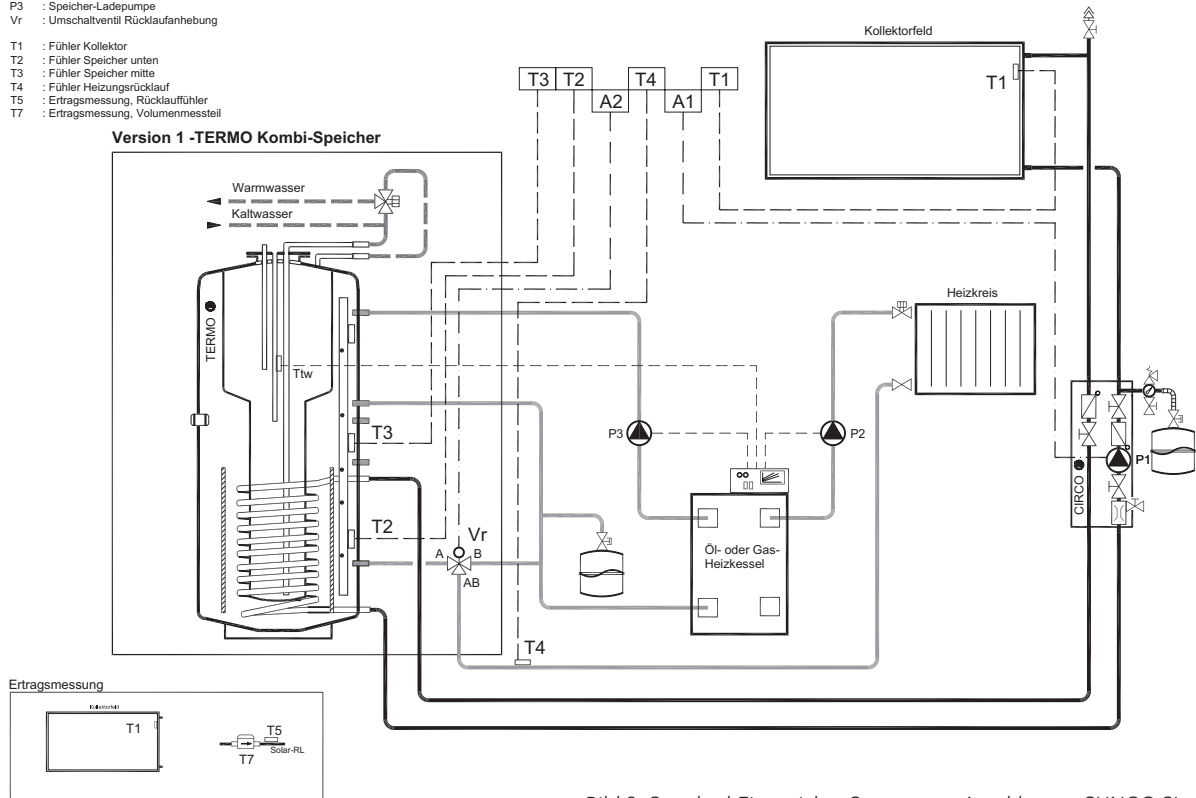 P3 : Speicher-Ladepumpe
Vr : Umschaltventil Rücklaufanhebung
T1 : Fühler Kollektor
T2 : Fühler Speicher unten
T3 : Fühler Speicher mitte
T4 : Fühler Heizungsrücklauf
T5 : Ertragsmessung, Rücklauffühler
T7 : Ertragsmessung, Volumenmessteil
Version 1 -TERMO Kombi-Speicher
Kollektorfeld
T1
T3 T2 A2 T4 A1 T1
Warmwasser
Kaltwasser
TERMO
Ttw
T3
T2
Vr
A B
AB
T4
Heizkreis
P3
P2
P1
CIRCO
Öl- oder Gas-
Heizkessel
Ertragsmessung
Kollektorfeld
T1
T5
Solar-RL
T7